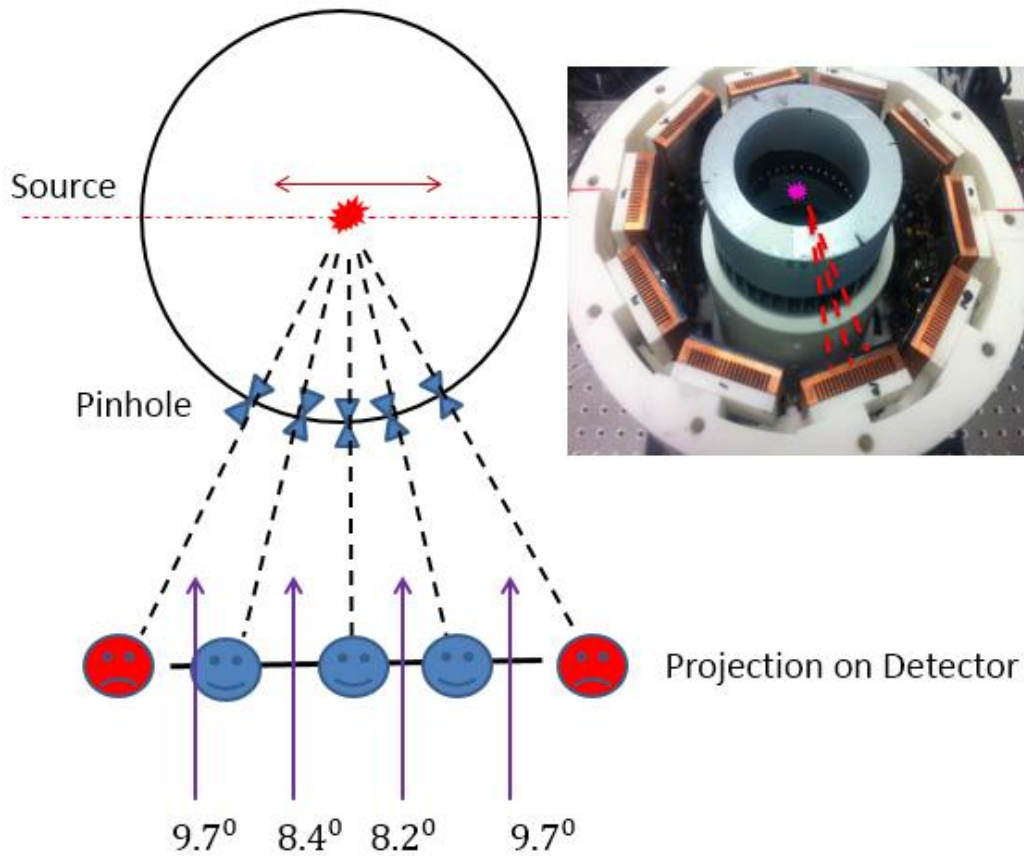 Source
Pinhole
Projection on Detector
9.7⁰ 8.4⁰ 8.2⁰ 9.7⁰